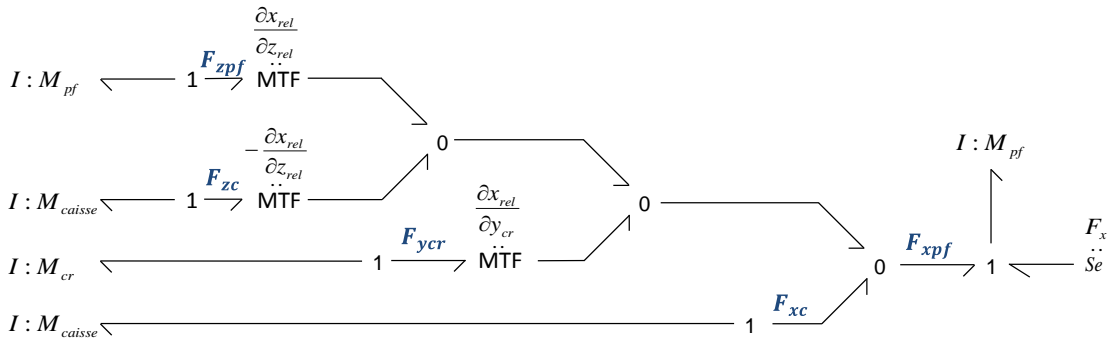 ∂x_rel
∂z_rel
I : M_pf 1 F_zpf MTF
0
− ∂x_rel
∂z_rel
I : M_pf
I : M_caisse 1 F_zc MTF
∂x_rel
∂y_cr
0
F_x
I : M_cr 1 F_ycr MTF
0 F_xpf 1 Se
I : M_caisse 1 F_xc